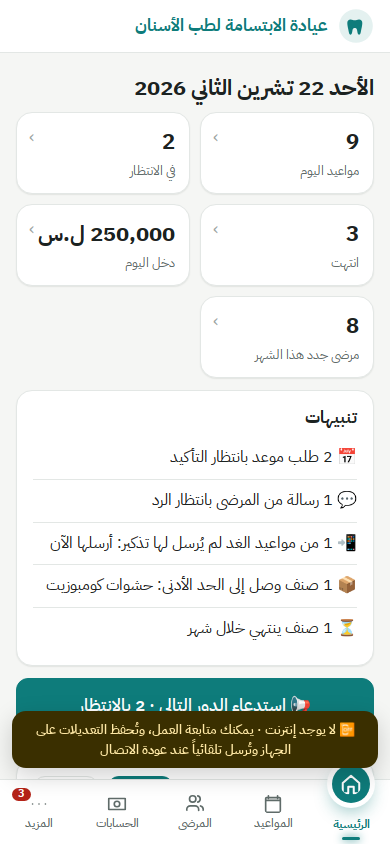 عيادة الابتسامة لطب الأسنان
الأحد 22 تشرين الثاني 2026
9
مواعيد اليوم
2
في الانتظار
3
انتهت
250,000 ل.س
دخل اليوم
8
مرضى جدد هذا الشهر
تنبيهات
📅 2 طلب موعد بانتظار التأكيد
💬 1 رسالة من المرضى بانتظار الرد
📲 1 من مواعيد الغد لم يُرسل لها تذكير: أرسلها الآن
📦 1 صنف وصل إلى الحد الأدنى: حشوات كومبوزيت
⏳ 1 صنف ينتهي خلال شهر
📢 استدعاء الدور التالي · 2 بالانتظار
لا يوجد إنترنت · يمكنك متابعة العمل، وتُحفظ التعديلات على
الجهاز وتُرسل تلقائياً عند عودة الاتصال
الرئيسية
المواعيد
المرضى
الحسابات
المزيد
3